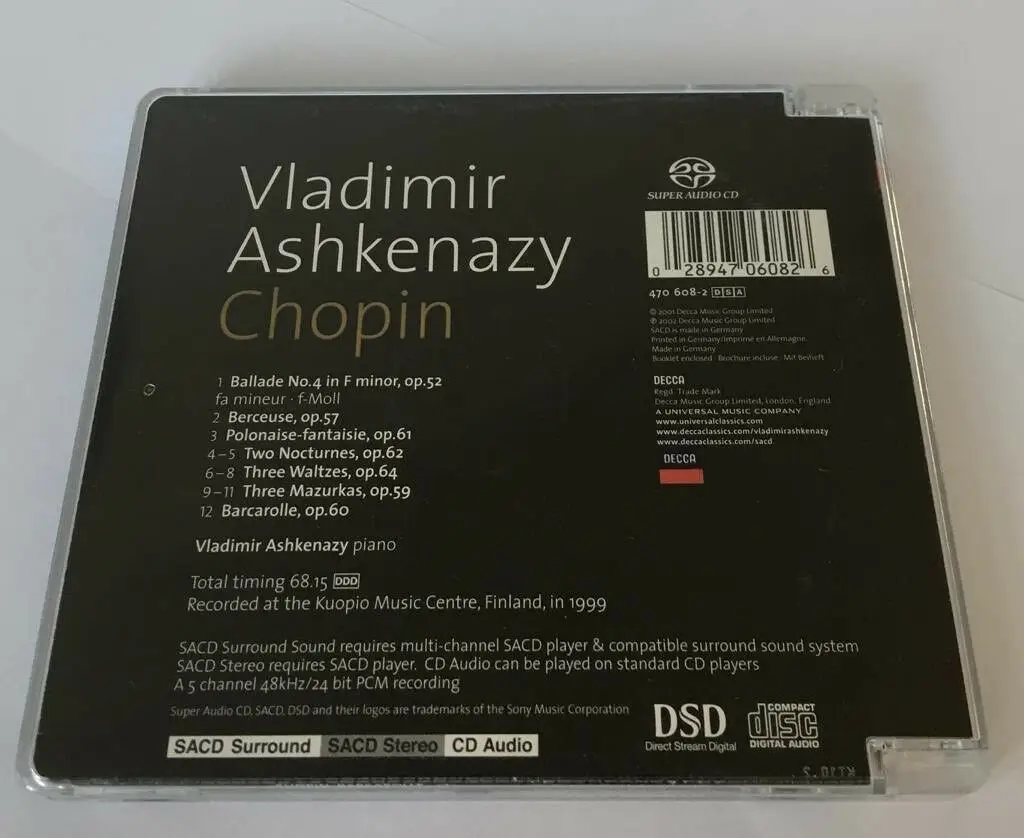 Vladimir
Ashkenazy
Chopin
1 Ballade No.4 in F minor, op.52
fa mineur · f-Moll
2 Berceuse, op.57
3 Polonaise-fantaisie, op.61
4–5 Two Nocturnes, op.62
6–8 Three Waltzes, op.64
9–11 Three Mazurkas, op.59
12 Barcarolle, op.60
Vladimir Ashkenazy piano
Total timing 68.15 DDD
Recorded at the Kuopio Music Centre, Finland, in 1999
SACD Surround Sound requires multi-channel SACD player & compatible surround sound system
SACD Stereo requires SACD player. CD Audio can be played on standard CD players
A 5 channel 48kHz/24 bit PCM recording
Super Audio CD, SACD, DSD and their logos are trademarks of the Sony Music Corporation
SACD Surround SACD Stereo CD Audio
SUPER AUDIO CD
0 28947 06082 6
470 608-2 DSA
© 2001 Decca Music Group Limited
℗ 2002 Decca Music Group Limited
SACD is made in Germany
Printed in Germany/Imprimé en Allemagne
Made in Germany
Booklet enclosed · Brochure incluse · Mit Beiheft
DECCA
Regd. Trade Mark
Decca Music Group Limited, London, England
A UNIVERSAL MUSIC COMPANY
www.universalclassics.com
www.deccaclassics.com/vladimirashkenazy
www.deccaclassics.com/sacd
DECCA
DSD
Direct Stream Digital
COMPACT
disc
DIGITAL AUDIO